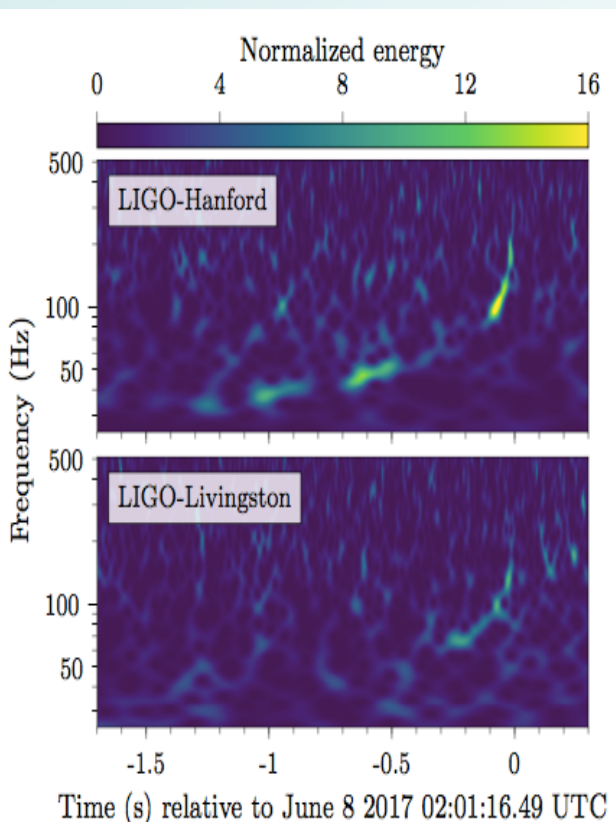 Normalized energy
0 4 8 12 16
500
LIGO-Hanford
100
50
Frequency (Hz)
500
LIGO-Livingston
100
50
-1.5 -1 -0.5 0
Time (s) relative to June 8 2017 02:01:16.49 UTC